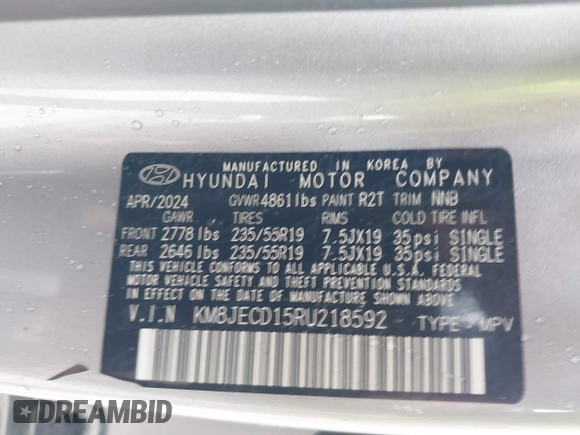 MANUFACTURED IN KOREA BY
HYUNDAI MOTOR COMPANY
APR/2024 GVWR 4861 lbs PAINT R2T TRIM NNB
GAWR TIRES RIMS COLD TIRE INFL
FRONT 2778 lbs 235/55R19 7.5JX19 35psi SINGLE
REAR 2646 lbs 235/55R19 7.5JX19 35psi SINGLE
THIS VEHICLE CONFORMS TO ALL APPLICABLE U.S.A. FEDERAL
MOTOR VEHICLE SAFETY AND THEFT PREVENTION STANDARDS
IN EFFECT ON THE DATE OF MANUFACTURE SHOWN ABOVE.
V.I.N KM8JECD15RU218592 TYPE : MPV
DREAMBID